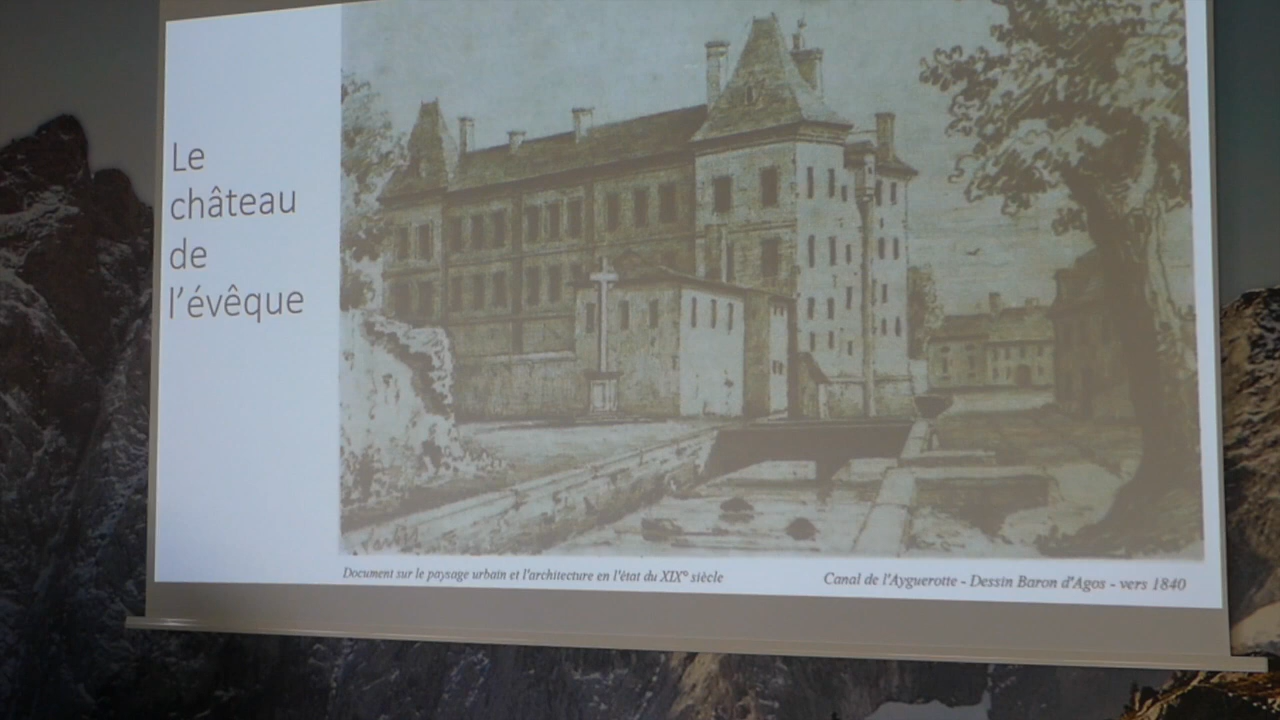 Le
château
de
l'évêque
Document sur le paysage urbain et l'architecture en l'état du XIX° siècle
Canal de l'Ayguerotte - Dessin Baron d'Agos - vers 1840